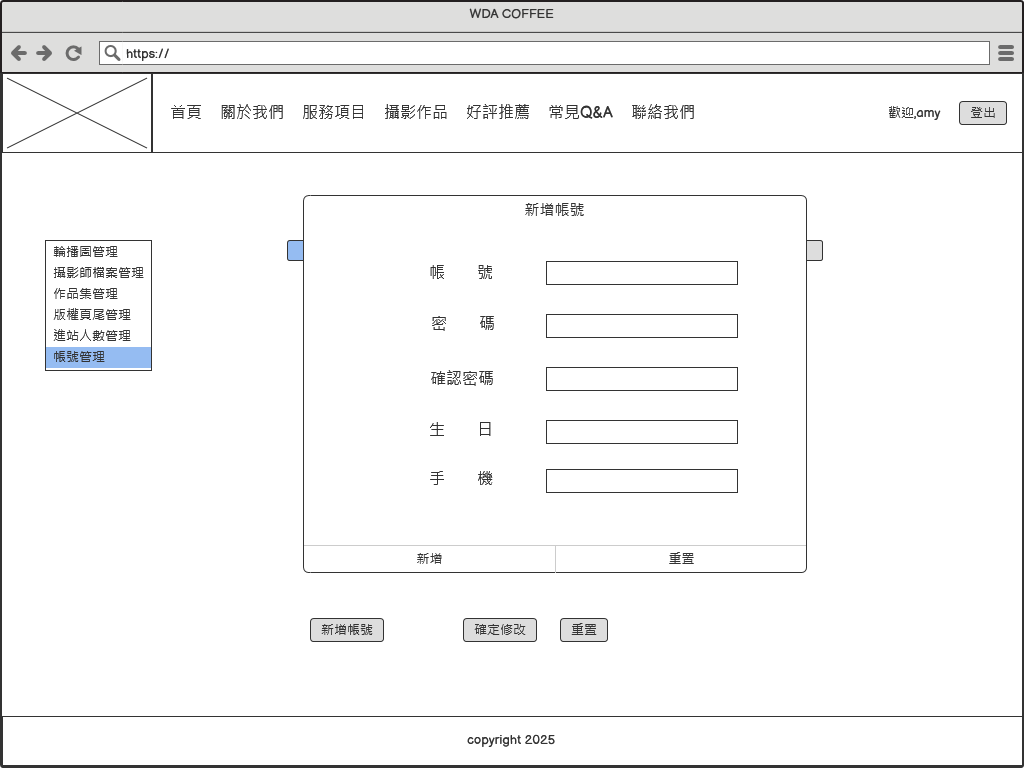 WDA COFFEE
https://
首頁 關於我們 服務項目 攝影作品 好評推薦 常見Q&A 聯絡我們 歡迎,amy 登出
新增帳號
輪播圖管理
攝影師檔案管理
作品集管理
版權頁尾管理
進站人數管理
帳號管理
帳 號
密 碼
確認密碼
生 日
手 機
新增 重置
新增帳號 確定修改 重置
copyright 2025